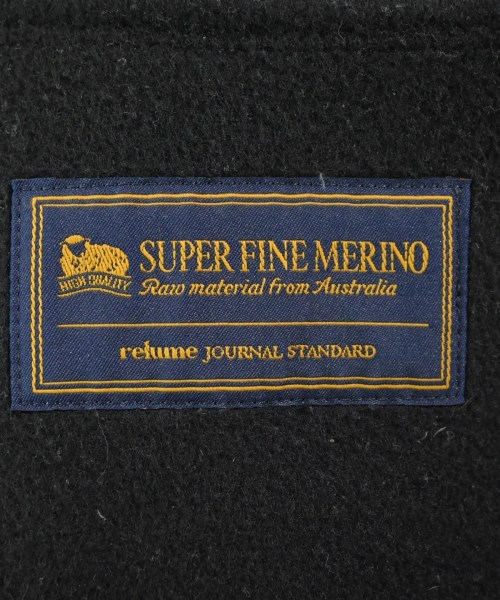 SUPER FINE MERINO
HIGH QUALITY
Raw material from Australia
relume JOURNAL STANDARD